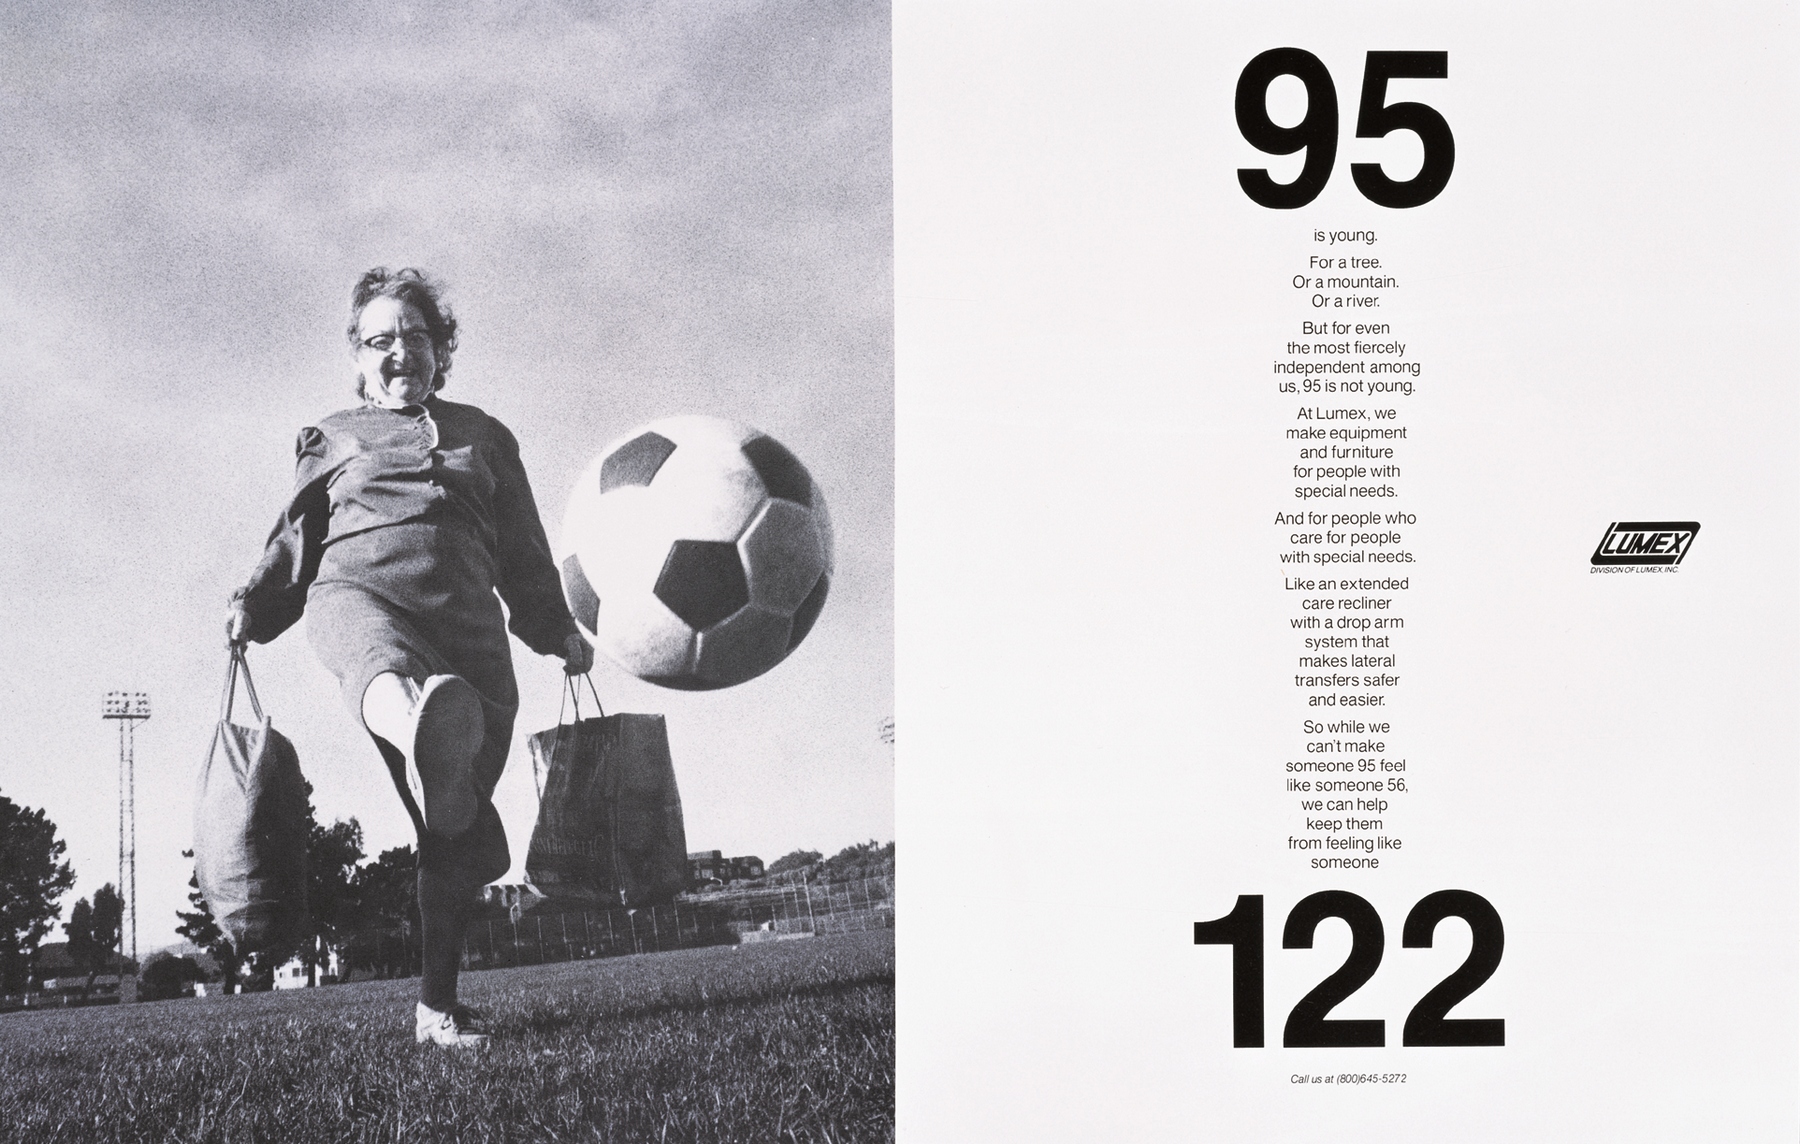 95
is young.
For a tree.
Or a mountain.
Or a river.
But for even
the most fiercely
independent among
us, 95 is not young.
At Lumex, we
make equipment
and furniture
for people with
special needs.
And for people who
care for people
with special needs.
Like an extended
care recliner
with a drop arm
system that
makes lateral
transfers safer
and easier.
So while we
can't make
someone 95 feel
like someone 56,
we can help
keep them
from feeling like
someone
122
Call us at (800)645-5272
LUMEX
DIVISION OF LUMEX, INC.